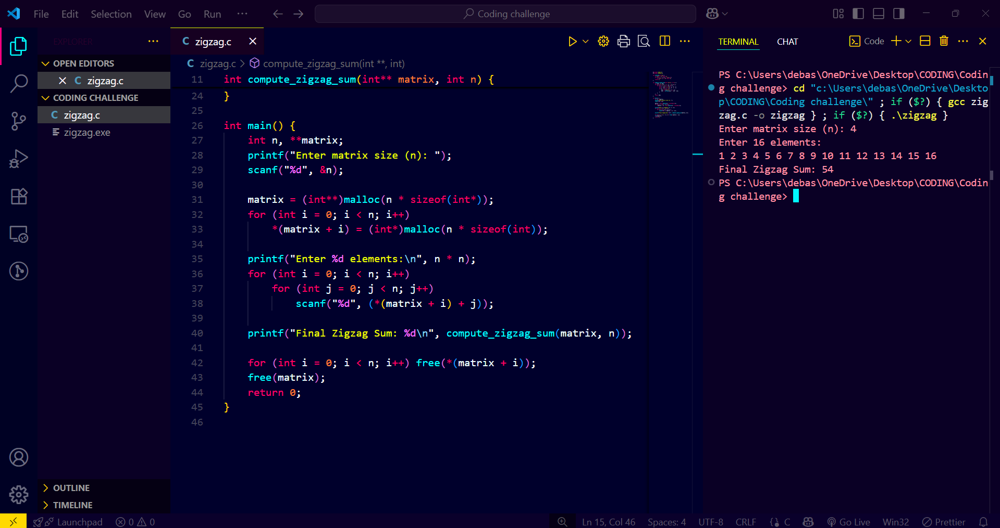 File Edit Selection View Go Run ··· Coding challenge
EXPLORER ···
OPEN EDITORS
C zigzag.c
CODING CHALLENGE
C zigzag.c
zigzag.exe
OUTLINE
TIMELINE
C zigzag.c
C zigzag.c > compute_zigzag_sum(int **, int)
11 int compute_zigzag_sum(int** matrix, int n) {
24 }
25
26 int main() {
27 int n, **matrix;
28 printf("Enter matrix size (n): ");
29 scanf("%d", &n);
30
31 matrix = (int**)malloc(n * sizeof(int*));
32 for (int i = 0; i < n; i++)
33 *(matrix + i) = (int*)malloc(n * sizeof(int));
34
35 printf("Enter %d elements:\n", n * n);
36 for (int i = 0; i < n; i++)
37 for (int j = 0; j < n; j++)
38 scanf("%d", (*(matrix + i) + j));
39
40 printf("Final Zigzag Sum: %d\n", compute_zigzag_sum(matrix, n));
41
42 for (int i = 0; i < n; i++) free(*(matrix + i));
43 free(matrix);
44 return 0;
45 }
46
TERMINAL CHAT Code
PS C:\Users\debas\OneDrive\Desktop\CODING\Codin
g challenge> cd "c:\Users\debas\OneDrive\Deskto
p\CODING\Coding challenge\" ; if ($?) { gcc zig
zag.c -o zigzag } ; if ($?) { .\zigzag }
Enter matrix size (n): 4
Enter 16 elements:
1 2 3 4 5 6 7 8 9 10 11 12 13 14 15 16
Final Zigzag Sum: 54
PS C:\Users\debas\OneDrive\Desktop\CODING\Codin
g challenge>
Launchpad 0 0 Ln 15, Col 46 Spaces: 4 UTF-8 CRLF C Go Live Win32 Prettier